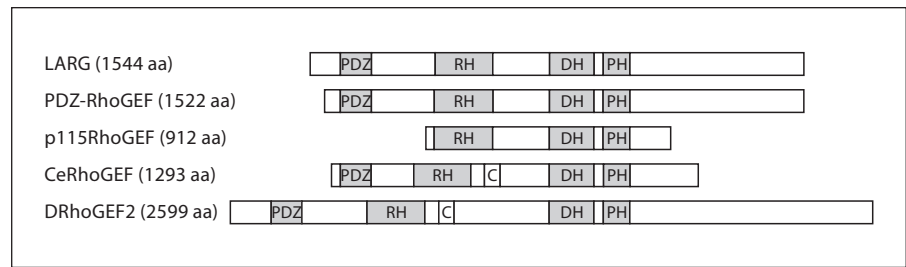 LARG (1544 aa) PDZ RH DH PH
PDZ-RhoGEF (1522 aa) PDZ RH DH PH
p115RhoGEF (912 aa) RH DH PH
CeRhoGEF (1293 aa) PDZ RH C DH PH
DRhoGEF2 (2599 aa) PDZ RH C DH PH